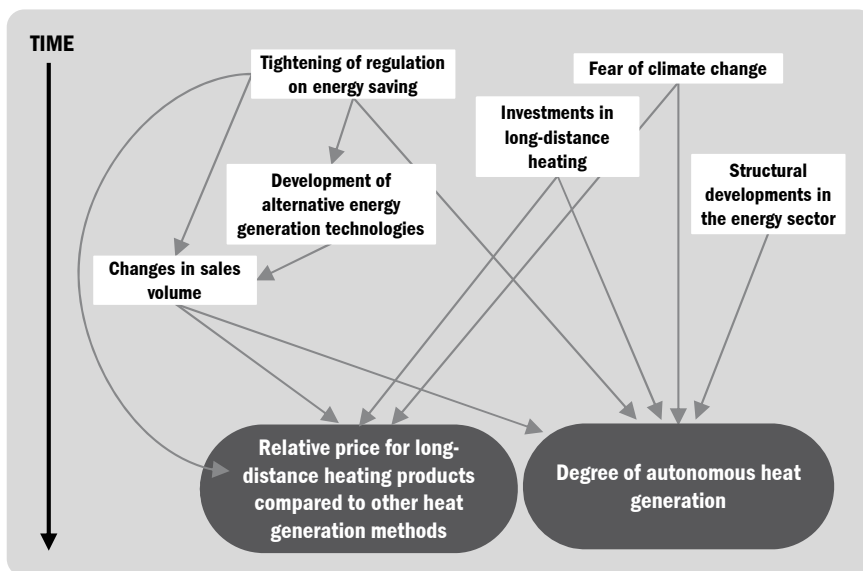 TIME
Tightening of regulation
on energy saving
Fear of climate change
Investments in
long-distance
heating
Structural
developments in
the energy sector
Development of
alternative energy
generation technologies
Changes in sales
volume
Relative price for long-
distance heating products
compared to other heat
generation methods
Degree of autonomous heat
generation